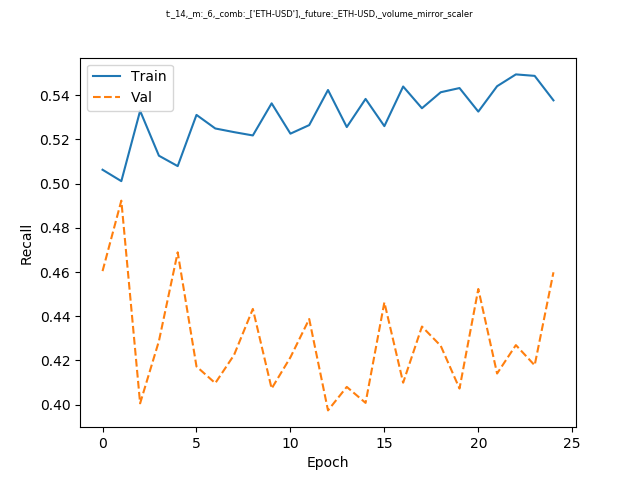 t:_14,_m:_6,_comb:_['ETH-USD'],_future:_ETH-USD,_volume_mirror_scaler
Train
Val
0.54
0.52
0.50
0.48
0.46
0.44
0.42
0.40
Recall
0 5 10 15 20 25
Epoch